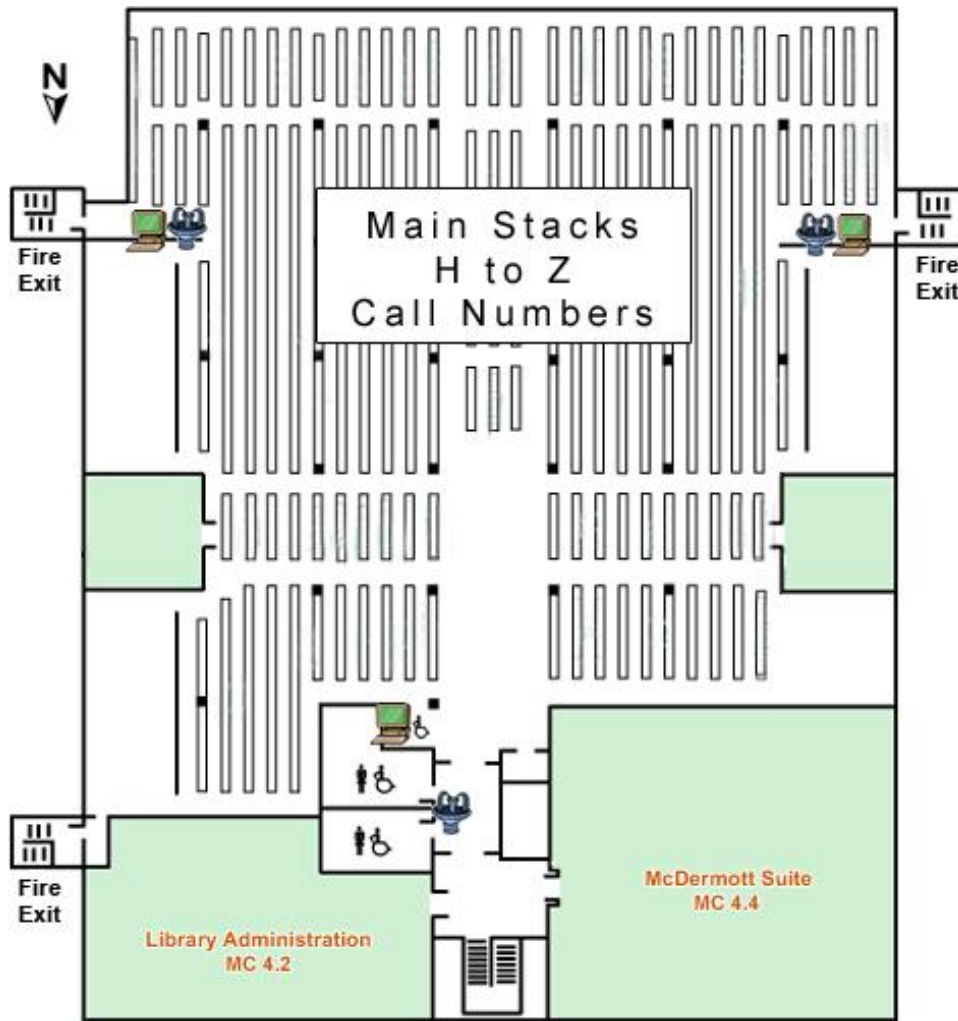 N
Main Stacks
H to Z
Call Numbers
Fire
Exit
Fire
Exit
McDermott Suite
MC 4.4
Fire
Exit
Library Administration
MC 4.2